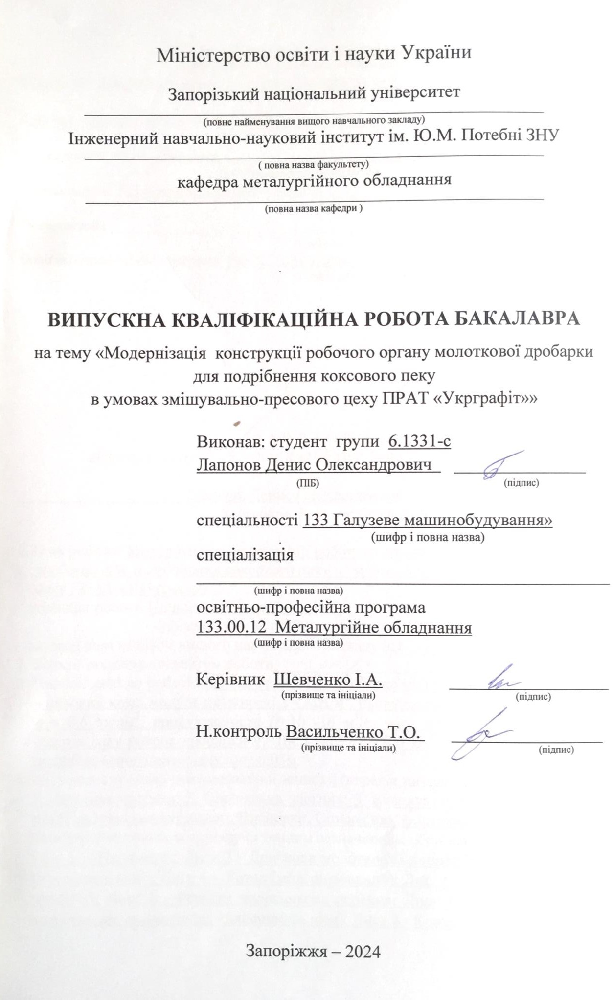 Міністерство освіти і науки України
Запорізький національний університет
(повне найменування вищого навчального закладу)
Інженерний навчально-науковий інститут ім. Ю.М. Потебні ЗНУ
( повна назва факультету)
кафедра металургійного обладнання
(повна назва кафедри )
ВИПУСКНА КВАЛІФІКАЦІЙНА РОБОТА БАКАЛАВРА
на тему «Модернізація конструкції робочого органу молоткової дробарки
для подрібнення коксового пеку
в умовах змішувально-пресового цеху ПРАТ «Укрграфіт»»
Виконав: студент групи 6.1331-с
Лапонов Денис Олександрович
(ПІБ) (підпис)
спеціальності 133 Галузеве машинобудування»
(шифр і повна назва)
спеціалізація
(шифр і повна назва)
освітньо-професійна програма
133.00.12 Металургійне обладнання
(шифр і повна назва)
Керівник Шевченко І.А.
(прізвище та ініціали) (підпис)
Н.контроль Васильченко Т.О.
(прізвище та ініціали) (підпис)
Запоріжжя – 2024